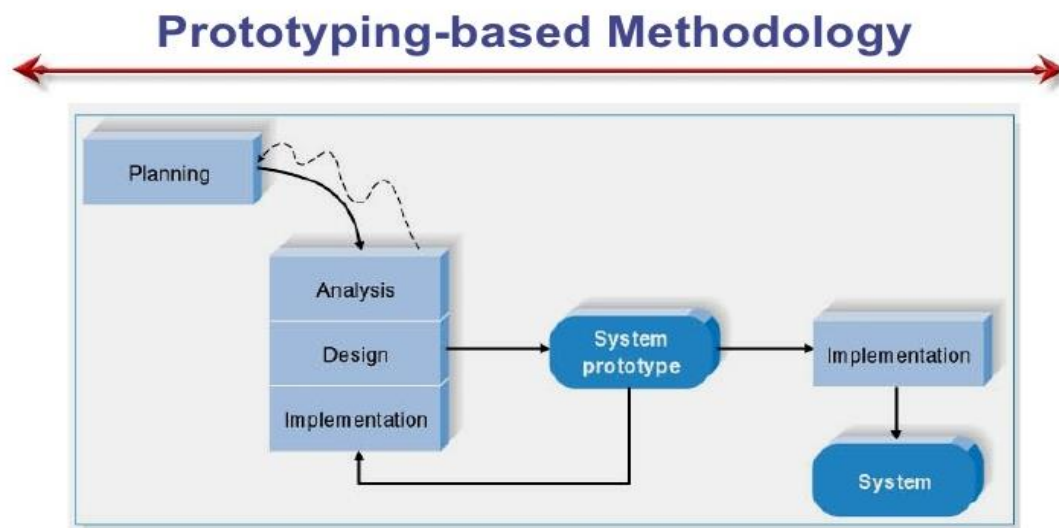 Prototyping-based Methodology
Planning
Analysis
Design
Implementation
System
prototype
Implementation
System